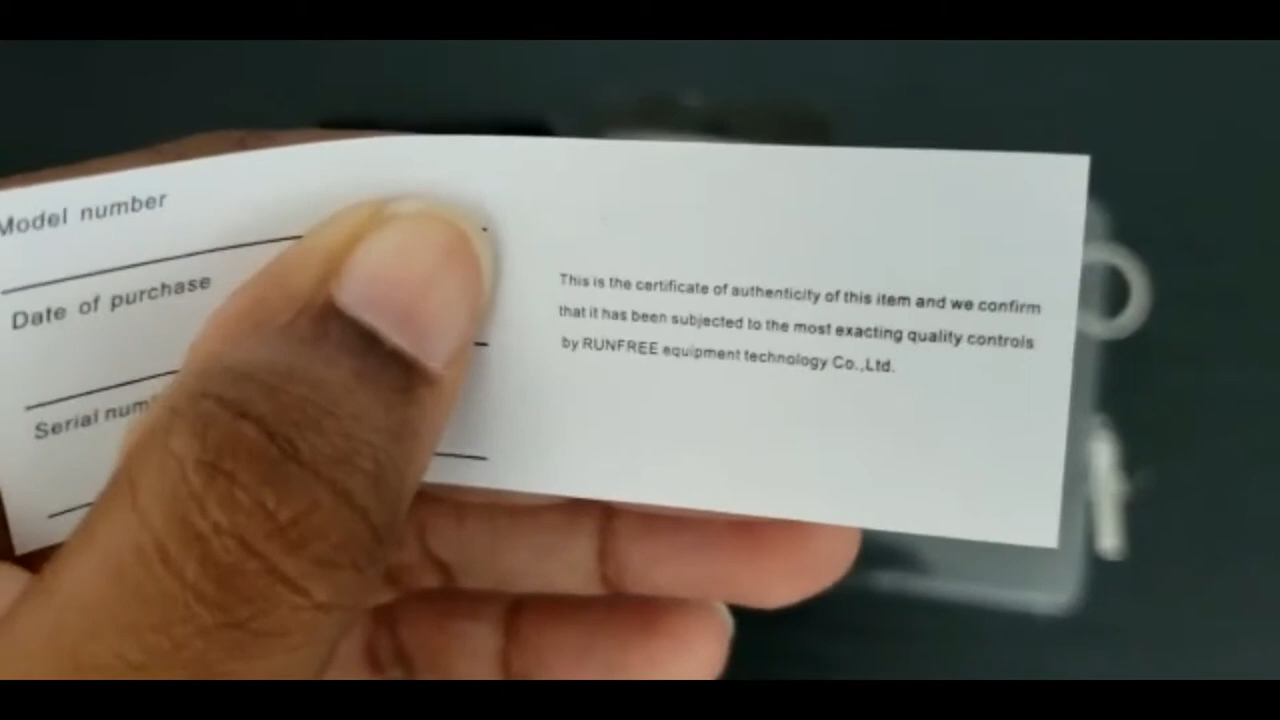 Model number
Date of purchase
Serial
This is the certificate of authenticity of this item and we confirm
that it has been subjected to the most exacting quality controls
by RUNFREE equipment technology Co.,Ltd.